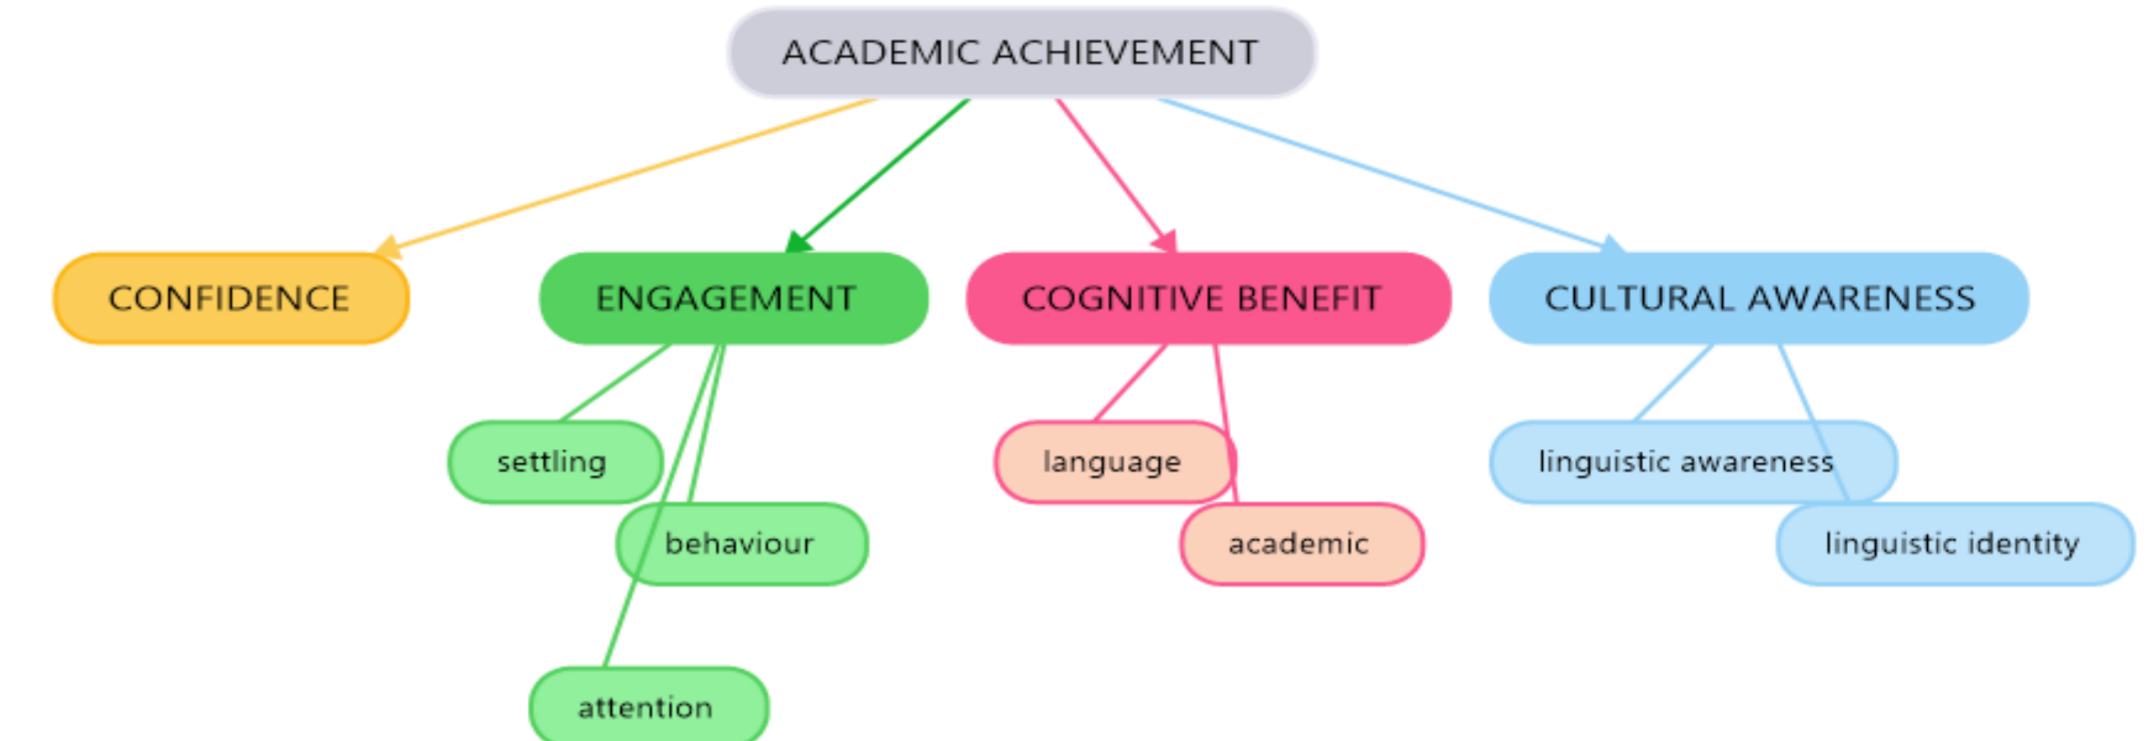 ACADEMIC ACHIEVEMENT
CONFIDENCE
ENGAGEMENT
COGNITIVE BENEFIT
CULTURAL AWARENESS
settling
language
linguistic awareness
behaviour
academic
linguistic identity
attention